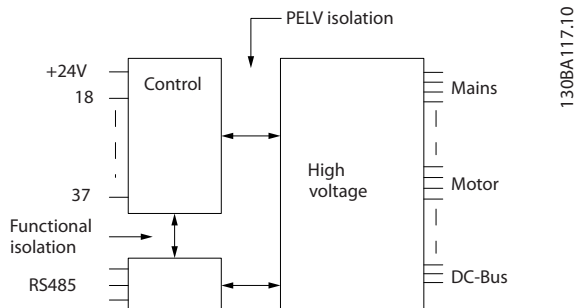 PELV isolation
130BA117.10
+24V
Control
18
Mains
High
voltage
37
Motor
Functional
isolation
RS485
DC-Bus